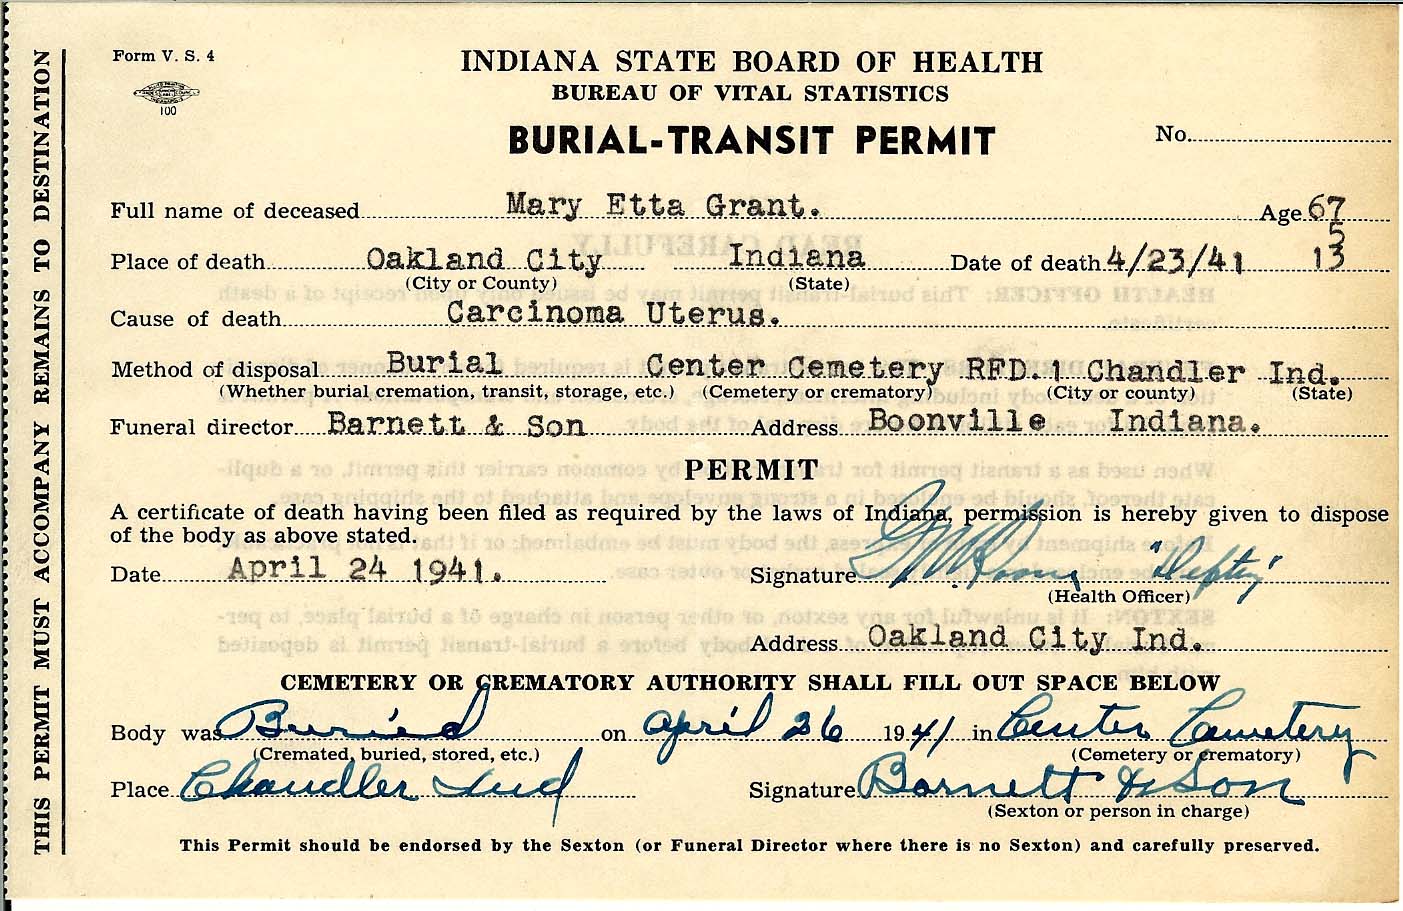 Form V. S. 4
100
INDIANA STATE BOARD OF HEALTH
BUREAU OF VITAL STATISTICS
BURIAL-TRANSIT PERMIT
No.
THIS PERMIT MUST ACCOMPANY REMAINS TO DESTINATION
Full name of deceased Mary Etta Grant. Age 67
5
Place of death Oakland City Indiana Date of death 4/23/41 13
(City or County) (State)
Cause of death Carcinoma Uterus.
Method of disposal Burial Center Cemetery RFD.1 Chandler Ind.
(Whether burial cremation, transit, storage, etc.) (Cemetery or crematory) (City or county) (State)
Funeral director Barnett & Son Address Boonville Indiana.
PERMIT
A certificate of death having been filed as required by the laws of Indiana, permission is hereby given to dispose
of the body as above stated.
Date April 24 1941. Signature "Depty"
(Health Officer)
Address Oakland City Ind.
CEMETERY OR CREMATORY AUTHORITY SHALL FILL OUT SPACE BELOW
Body was Buried on April 26 1941 in Center Cemetery
(Cremated, buried, stored, etc.) (Cemetery or crematory)
Place Chandler Ind Signature Barnett & Son
(Sexton or person in charge)
This Permit should be endorsed by the Sexton (or Funeral Director where there is no Sexton) and carefully preserved.